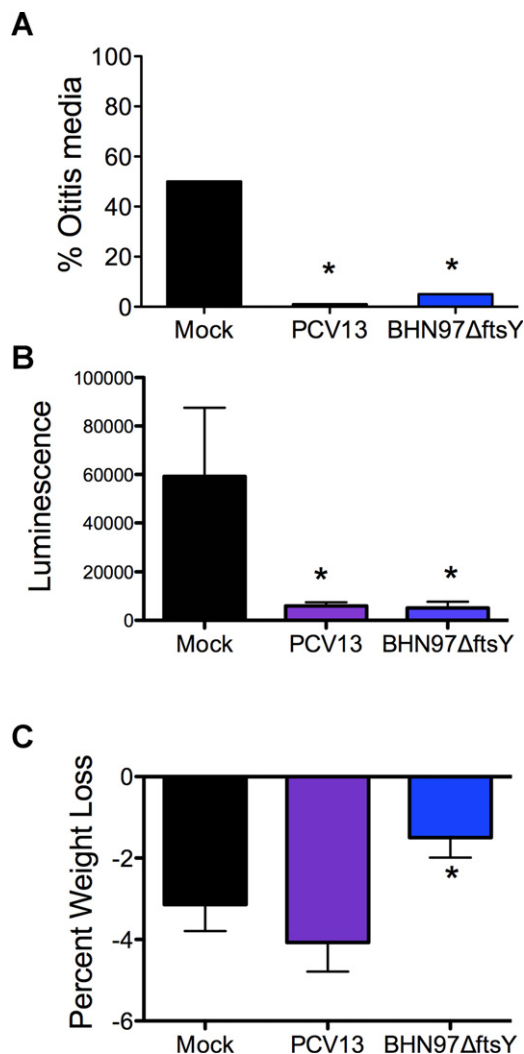 A
% Otitis media
100
80
60
40
20
0
*
*
Mock PCV13 BHN97ΔftsY
B
Luminescence
100000
80000
60000
40000
20000
0
*
*
Mock PCV13 BHN97ΔftsY
C
Percent Weight Loss
0
-2
-4
-6
*
Mock PCV13 BHN97ΔftsY